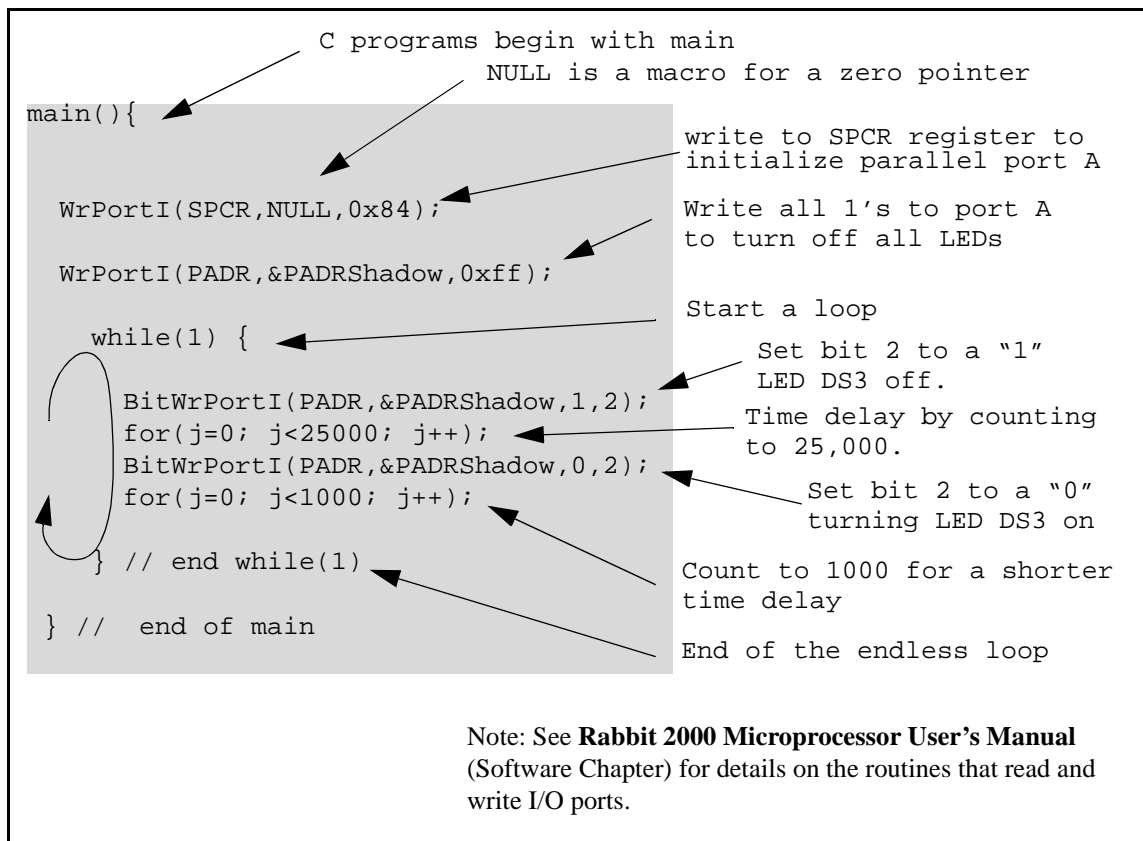 C programs begin with main
NULL is a macro for a zero pointer
main(){
write to SPCR register to
initialize parallel port A
WrPortI(SPCR,NULL,0x84);
Write all 1's to port A
to turn off all LEDs
WrPortI(PADR,&PADRShadow,0xff);
Start a loop
while(1) {
Set bit 2 to a “1”
LED DS3 off.
BitWrPortI(PADR,&PADRShadow,1,2);
Time delay by counting
to 25,000.
for(j=0; j<25000; j++);
BitWrPortI(PADR,&PADRShadow,0,2);
Set bit 2 to a “0”
turning LED DS3 on
for(j=0; j<1000; j++);
} // end while(1)
Count to 1000 for a shorter
time delay
} //  end of main
End of the endless loop
Note: See Rabbit 2000 Microprocessor User's Manual
(Software Chapter) for details on the routines that read and
write I/O ports.